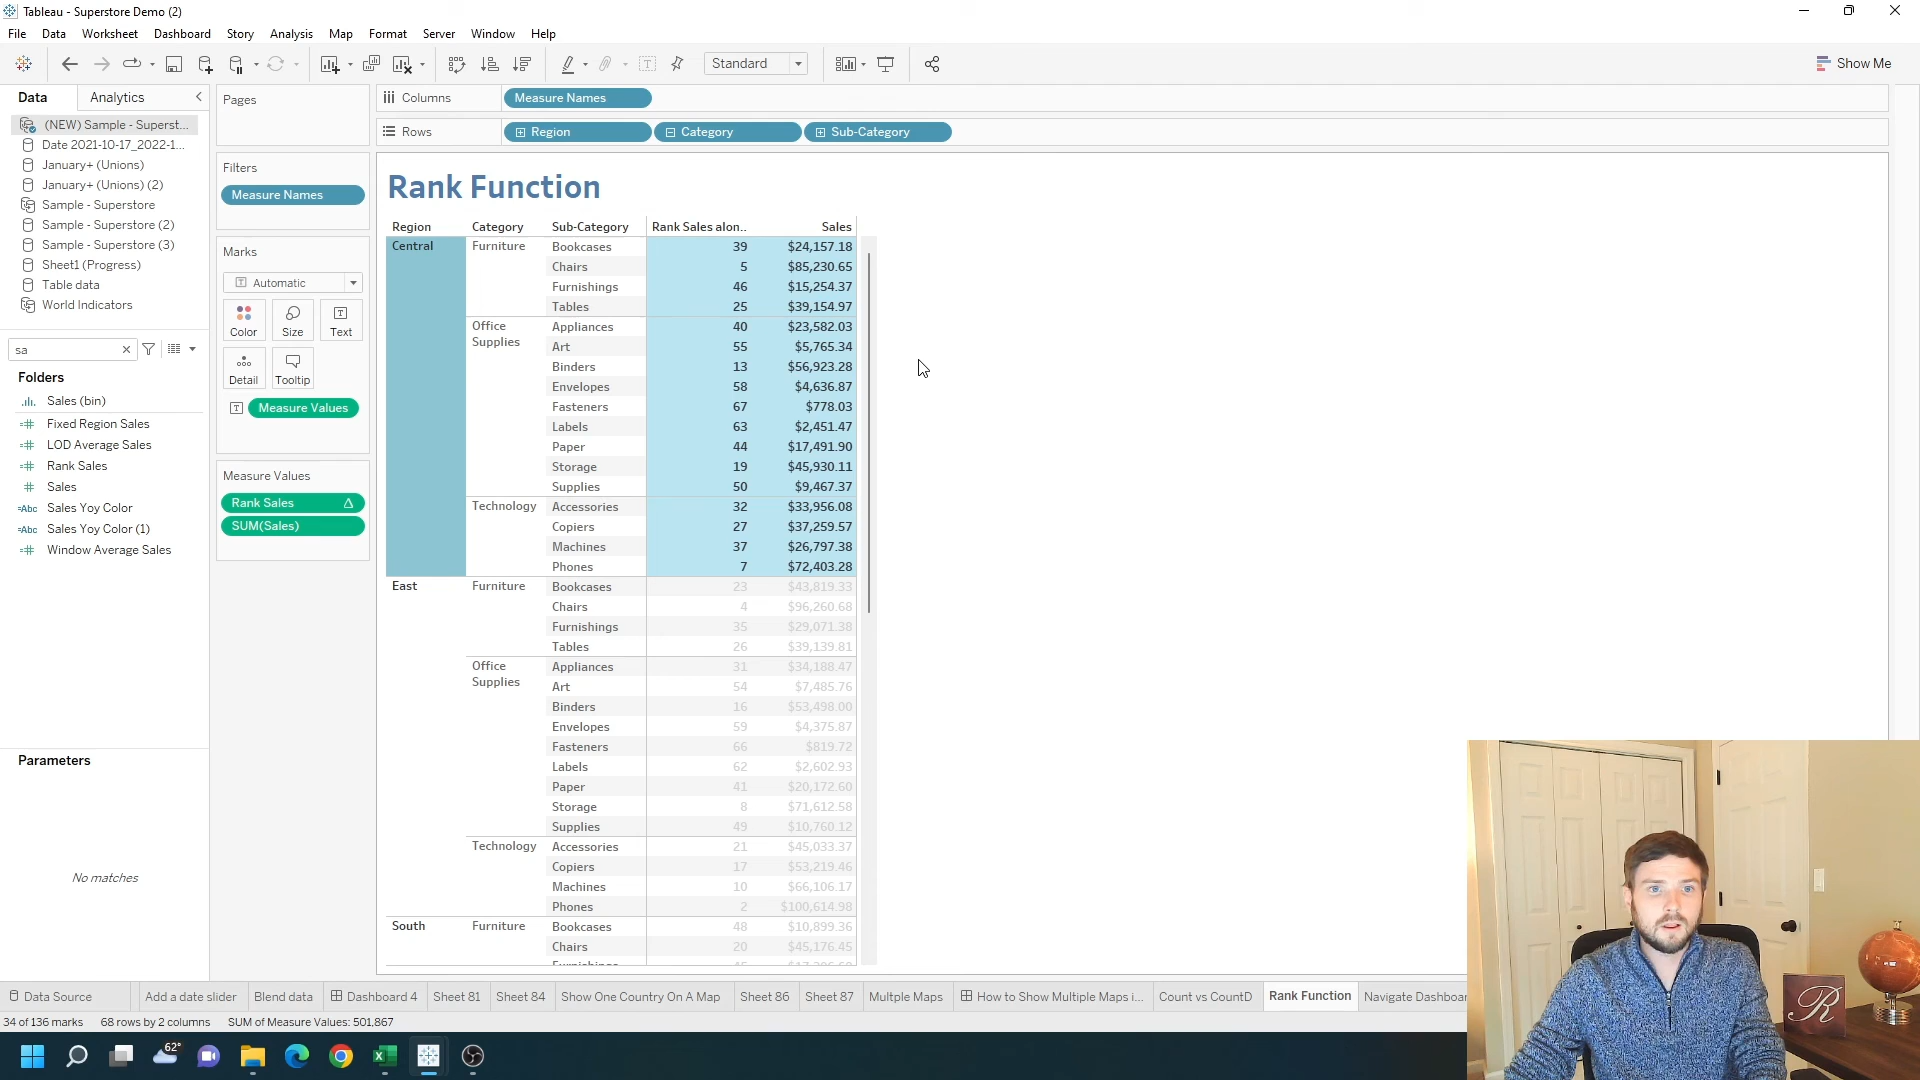 Tableau - Superstore Demo (2)
File Data Worksheet Dashboard Story Analysis Map Format Server Window Help
Standard
Show Me
Data Analytics
(NEW) Sample - Superst...
Date 2021-10-17_2022-1...
January+ (Unions)
January+ (Unions) (2)
Sample - Superstore
Sample - Superstore (2)
Sample - Superstore (3)
Sheet1 (Progress)
Table data
World Indicators
sa
Folders
Sales (bin)
Fixed Region Sales
LOD Average Sales
Rank Sales
Sales
Abc Sales Yoy Color
Abc Sales Yoy Color (1)
Window Average Sales
Parameters
No matches
Pages
Filters
Measure Names
Marks
Automatic
Color Size Text
Detail Tooltip
Measure Values
Measure Values
Rank Sales
SUM(Sales)
Columns Measure Names
Rows Region Category Sub-Category
Rank Function
Region Category Sub-Category Rank Sales alon.. Sales
Central Furniture Bookcases 39 $24,157.18
Chairs 5 $85,230.65
Furnishings 46 $15,254.37
Tables 25 $39,154.97
Office Supplies Appliances 40 $23,582.03
Art 55 $5,765.34
Binders 13 $56,923.28
Envelopes 58 $4,636.87
Fasteners 67 $778.03
Labels 63 $2,451.47
Paper 44 $17,491.90
Storage 19 $45,930.11
Supplies 50 $9,467.37
Technology Accessories 32 $33,956.08
Copiers 27 $37,259.57
Machines 37 $26,797.38
Phones 7 $72,403.28
East Furniture Bookcases 23 $43,819.33
Chairs 4 $96,260.68
Furnishings 35 $29,071.38
Tables 26 $39,139.81
Office Supplies Appliances 31 $34,188.47
Art 54 $7,485.76
Binders 16 $53,498.00
Envelopes 59 $4,375.87
Fasteners 66 $819.72
Labels 62 $2,602.93
Paper 41 $20,172.60
Storage 8 $71,612.58
Supplies 49 $10,760.12
Technology Accessories 21 $45,033.37
Copiers 17 $53,219.46
Machines 10 $66,106.17
Phones 2 $100,614.98
South Furniture Bookcases 48 $10,899.36
Chairs 20 $45,176.45
Data Source Add a date slider Blend data Dashboard 4 Sheet 81 Sheet 84 Show One Country On A Map Sheet 86 Sheet 87 Multple Maps How to Show Multiple Maps i... Count vs CountD Rank Function Navigate Dashboar
34 of 136 marks 68 rows by 2 columns SUM of Measure Values: 501,867
62°
R